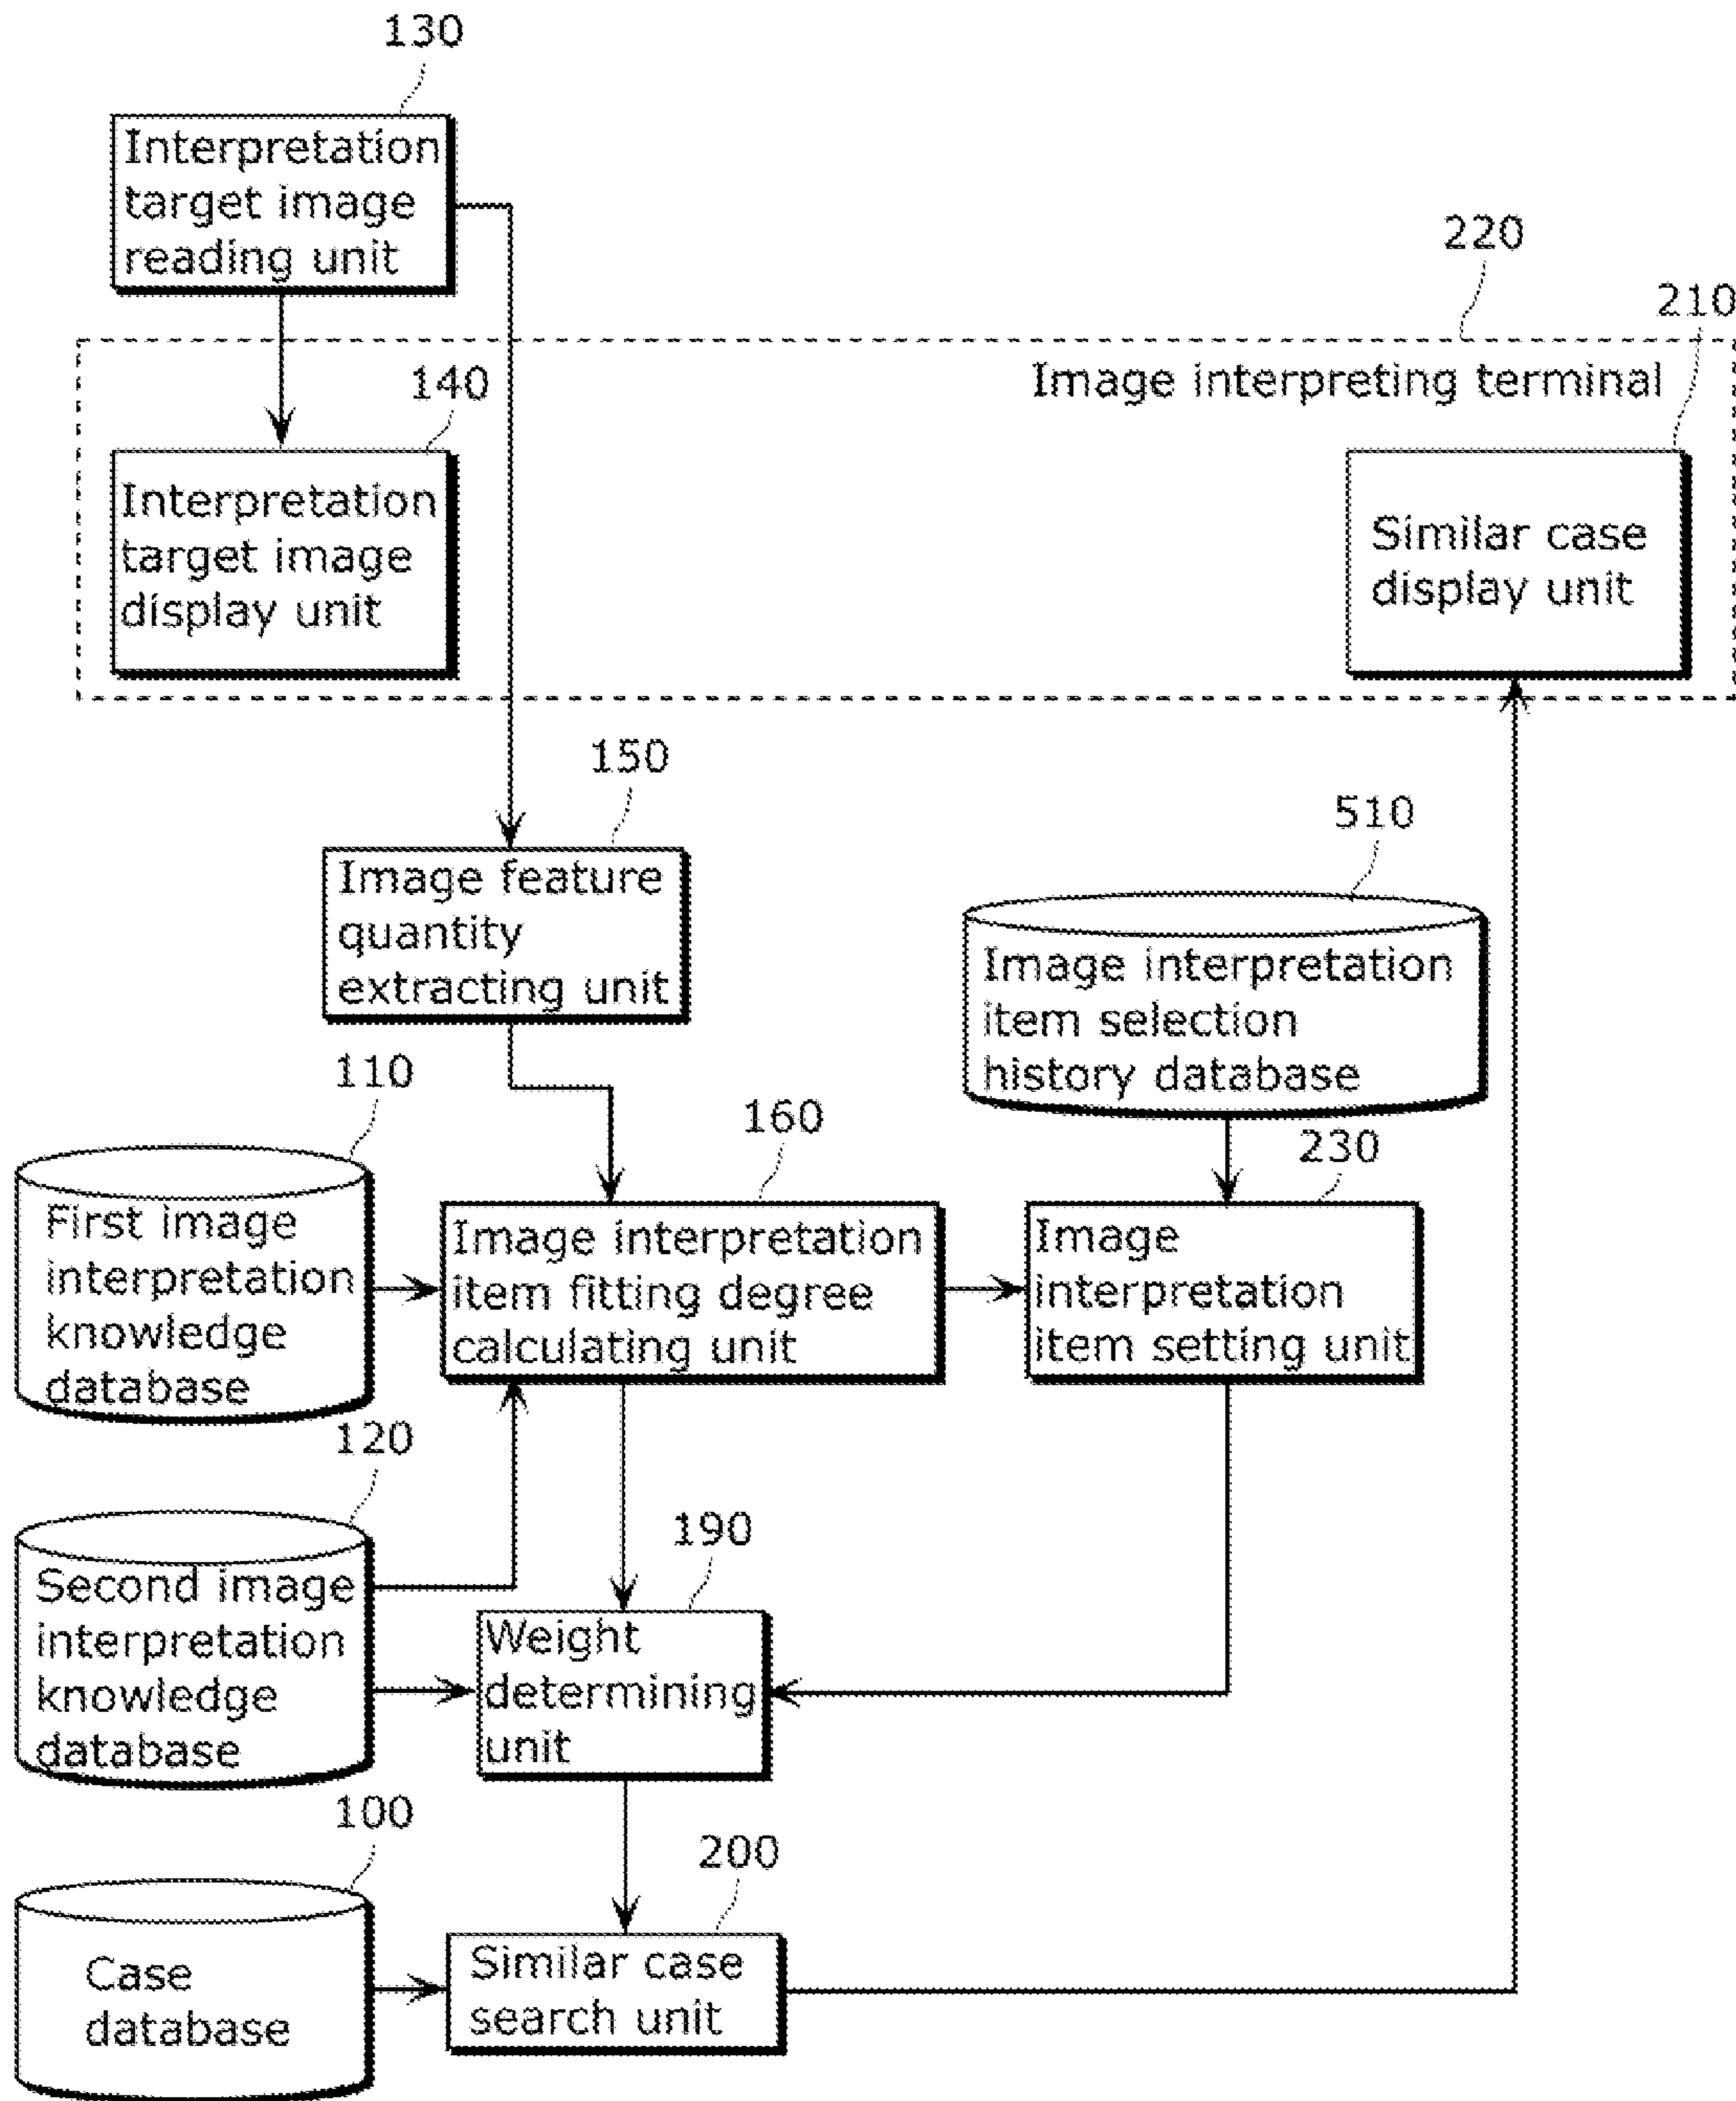 130
Interpretation
target image
reading unit
220
210
Image interpreting terminal
140
Interpretation
target image
display unit
Similar case
display unit
150
Image feature
quantity
extracting unit
510
Image interpretation
item selection
history database
110
First image
interpretation
knowledge
database
160
Image interpretation
item fitting degree
calculating unit
230
Image
interpretation
item setting unit
120
Second image
interpretation
knowledge
database
190
Weight
determining
unit
100
Case
database
200
Similar case
search unit